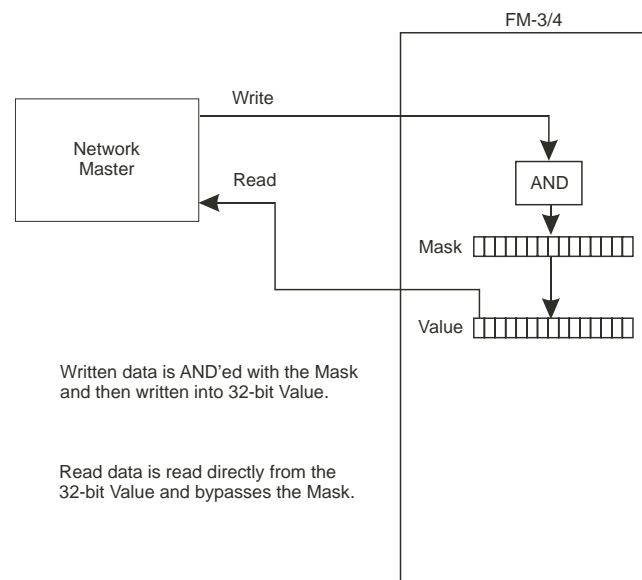 FM-3/4
Write
Network
Master
Read
AND
Mask
Value
Written data is AND'ed with the Mask
and then written into 32-bit Value.
Read data is read directly from the
32-bit Value and bypasses the Mask.